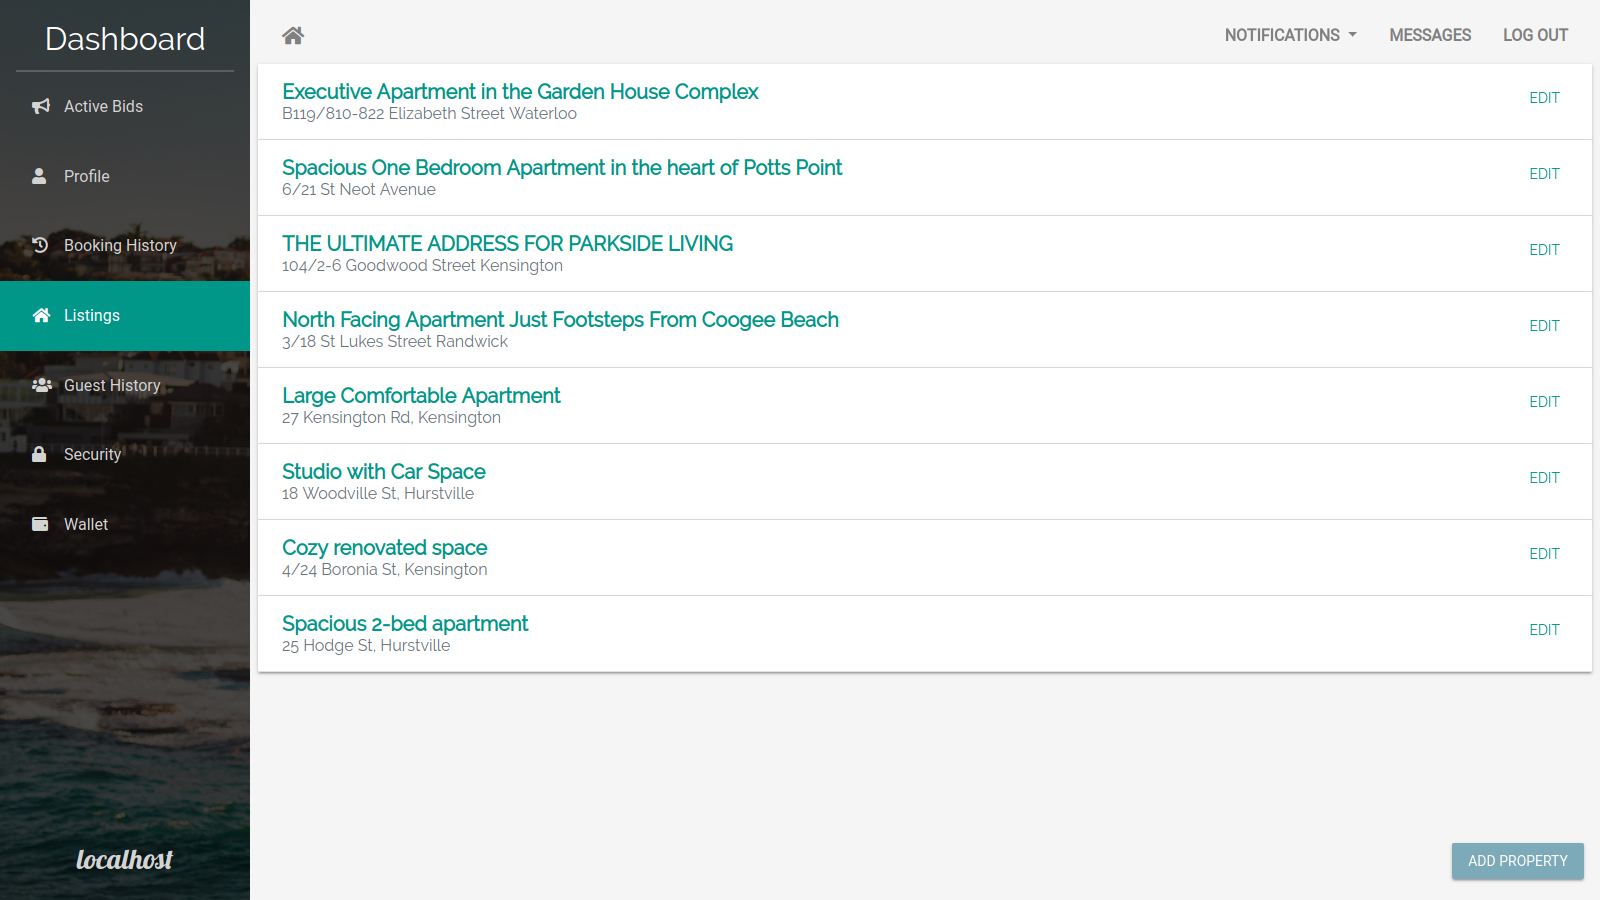 Dashboard
Active Bids
Profile
Booking History
Listings
Guest History
Security
Wallet
localhost
NOTIFICATIONS
MESSAGES
LOG OUT
Executive Apartment in the Garden House Complex
B119/810-822 Elizabeth Street Waterloo
EDIT
Spacious One Bedroom Apartment in the heart of Potts Point
6/21 St Neot Avenue
EDIT
THE ULTIMATE ADDRESS FOR PARKSIDE LIVING
104/2-6 Goodwood Street Kensington
EDIT
North Facing Apartment Just Footsteps From Coogee Beach
3/18 St Lukes Street Randwick
EDIT
Large Comfortable Apartment
27 Kensington Rd, Kensington
EDIT
Studio with Car Space
18 Woodville St, Hurstville
EDIT
Cozy renovated space
4/24 Boronia St, Kensington
EDIT
Spacious 2-bed apartment
25 Hodge St, Hurstville
EDIT
ADD PROPERTY